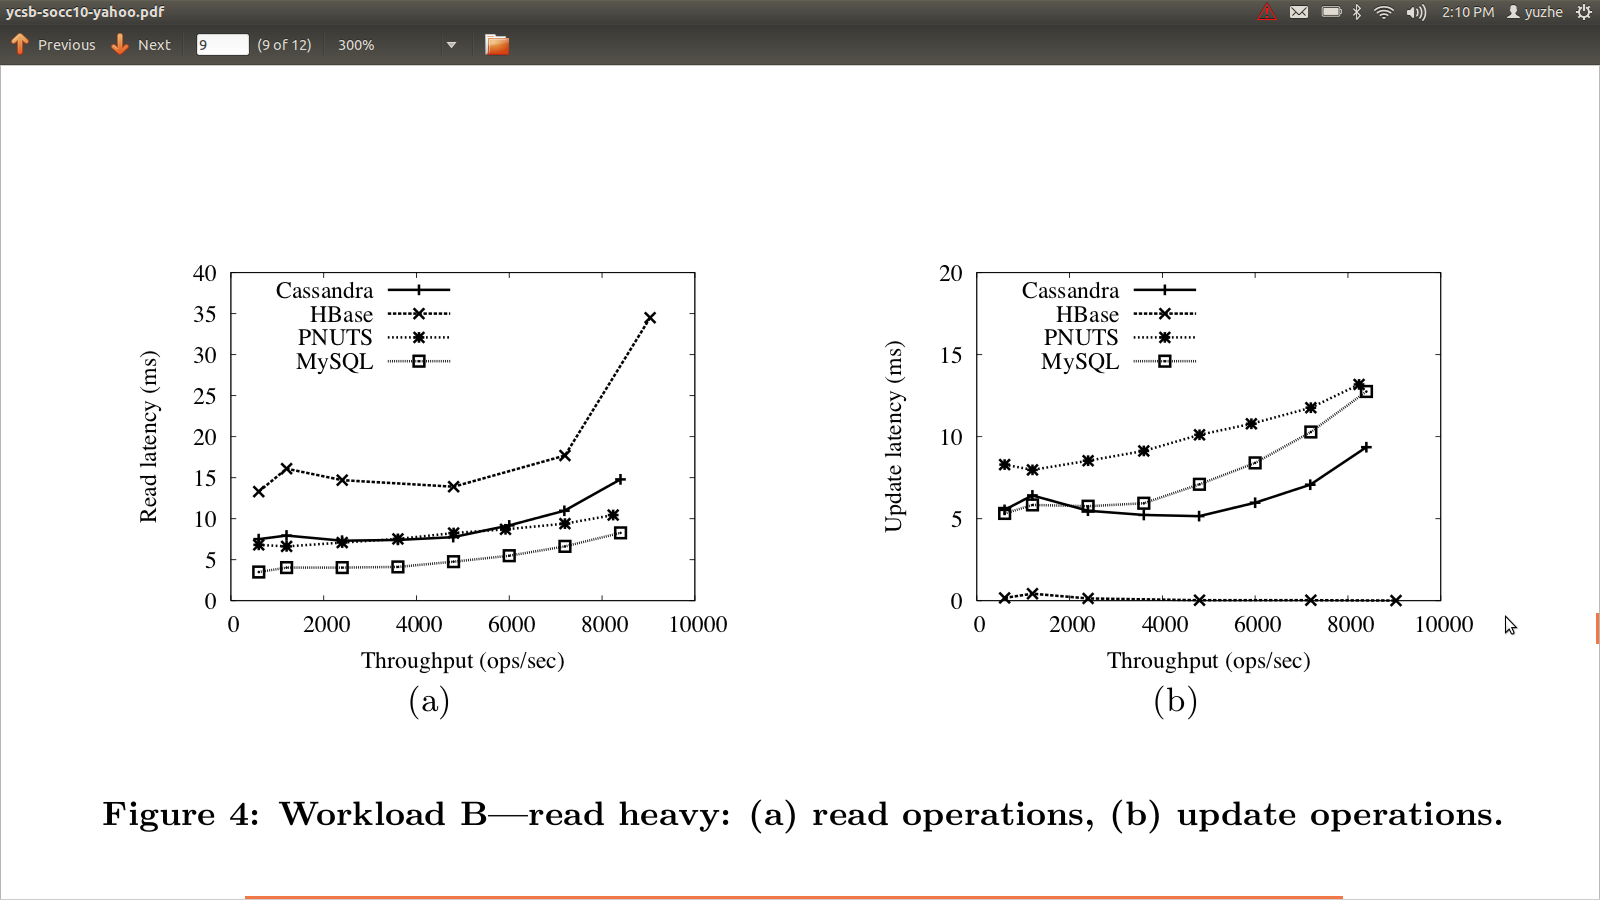 ycsb-socc10-yahoo.pdf
2:10 PM yuzhe
Previous Next 9 (9 of 12) 300%
40
35
30
25
20
15
10
5
0
Read latency (ms)
Cassandra
HBase
PNUTS
MySQL
0 2000 4000 6000 8000 10000
Throughput (ops/sec)
(a)
20
15
10
5
0
Update latency (ms)
Cassandra
HBase
PNUTS
MySQL
0 2000 4000 6000 8000 10000
Throughput (ops/sec)
(b)
Figure 4: Workload B—read heavy: (a) read operations, (b) update operations.